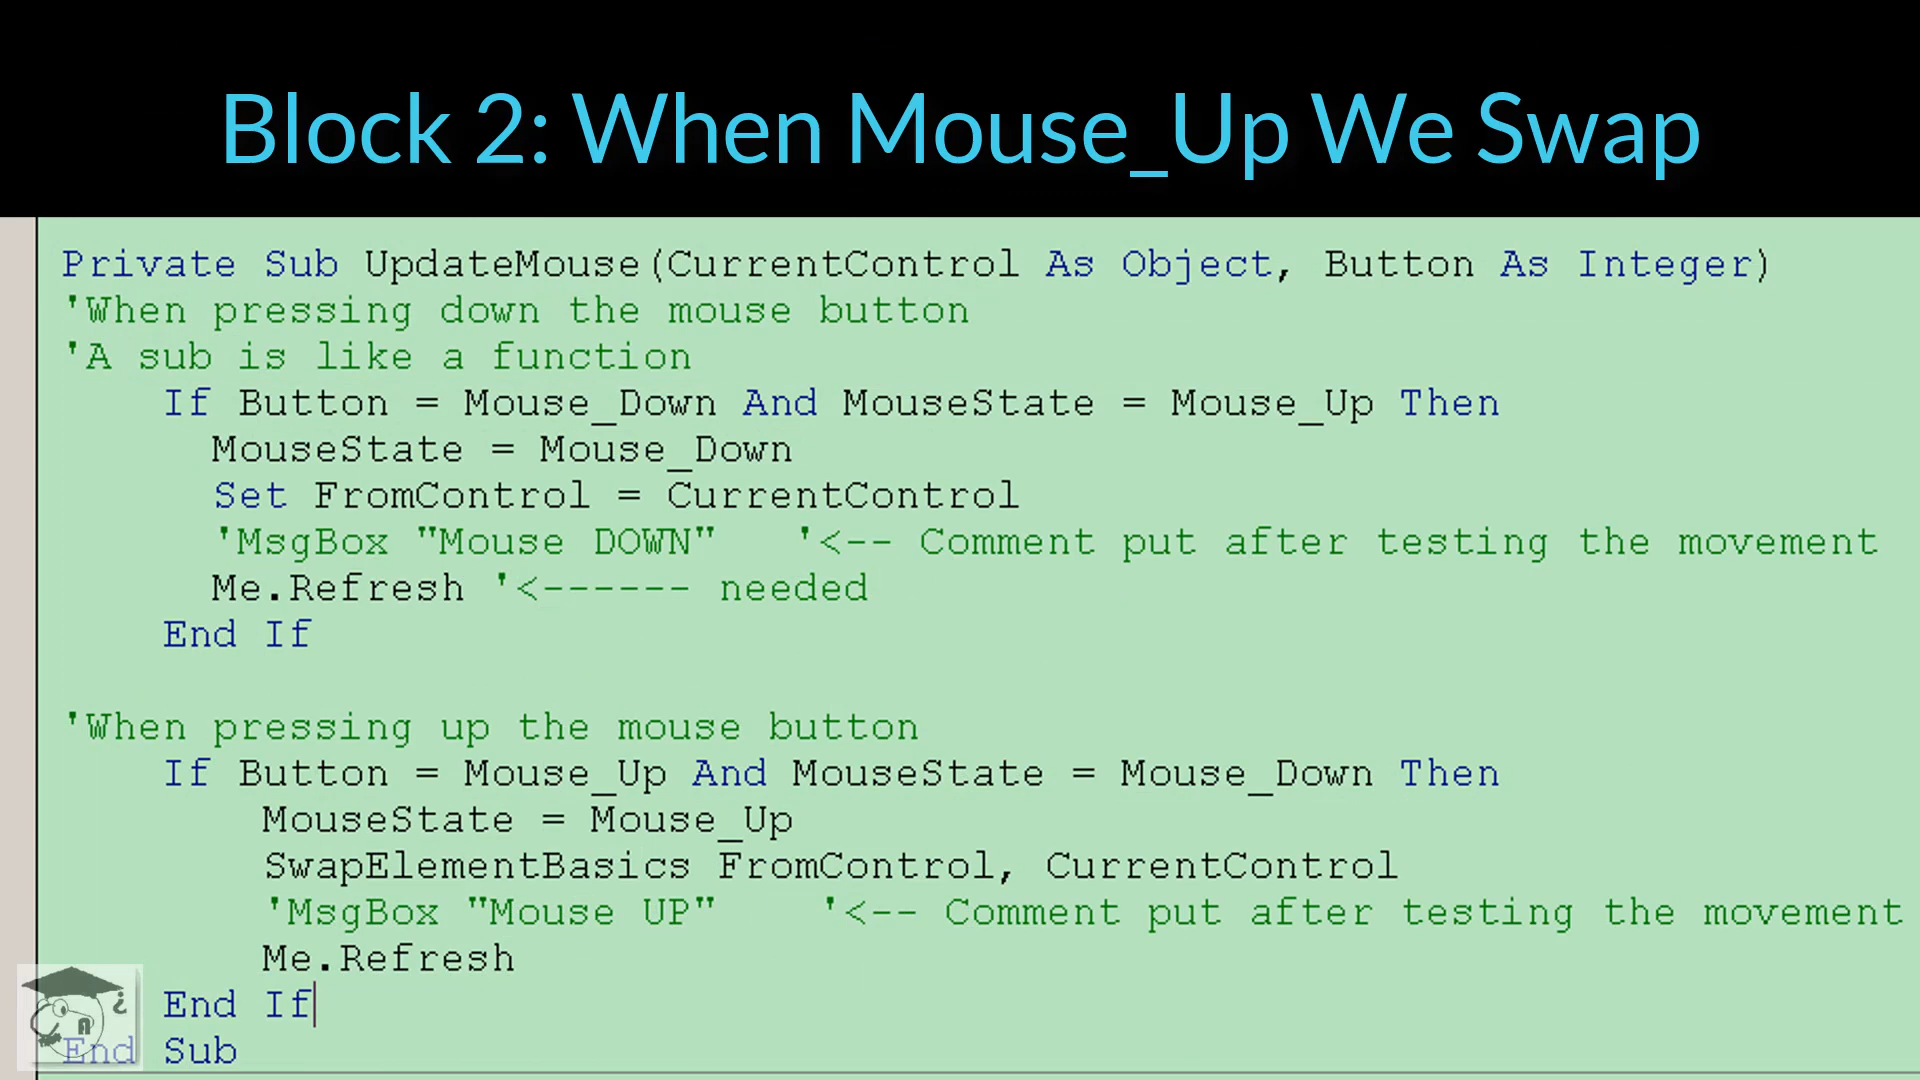 Block 2: When Mouse_Up We Swap
Private Sub UpdateMouse(CurrentControl As Object, Button As Integer)
'When pressing down the mouse button
'A sub is like a function
If Button = Mouse_Down And MouseState = Mouse_Up Then
MouseState = Mouse_Down
Set FromControl = CurrentControl
'MsgBox "Mouse DOWN" '<-- Comment put after testing the movement
Me.Refresh '<------ needed
End If
'When pressing up the mouse button
If Button = Mouse_Up And MouseState = Mouse_Down Then
MouseState = Mouse_Up
SwapElementBasics FromControl, CurrentControl
'MsgBox "Mouse UP" '<-- Comment put after testing the movement
Me.Refresh
End If
End Sub